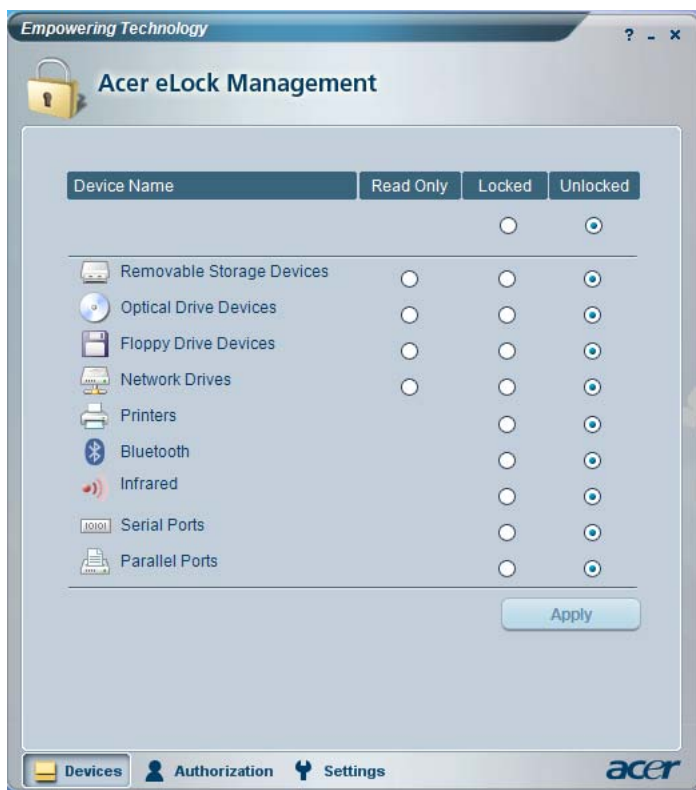 Empowering Technology
? - x
Acer eLock Management
Device Name Read Only Locked Unlocked
Removable Storage Devices
Optical Drive Devices
Floppy Drive Devices
Network Drives
Printers
Bluetooth
Infrared
10101 Serial Ports
Parallel Ports
Apply
Devices Authorization Settings acer